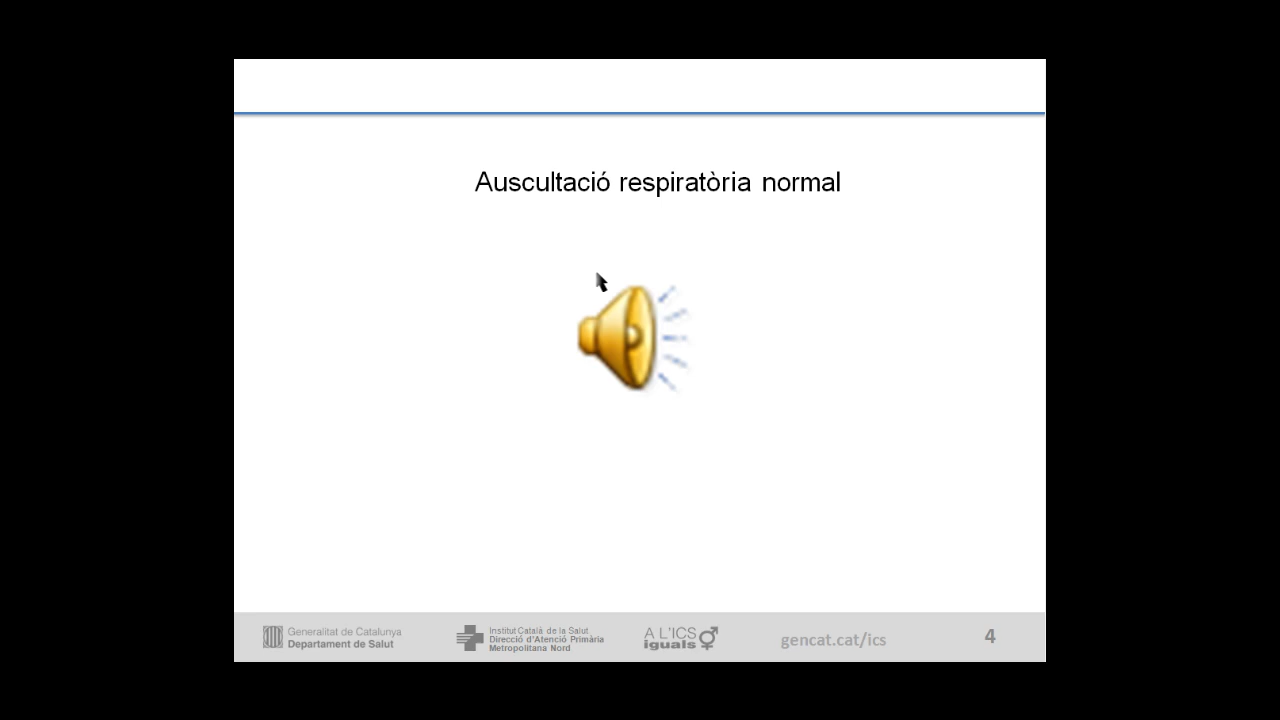 Auscultació respiratòria normal
Generalitat de Catalunya
Departament de Salut
Institut Català de la Salut
Direcció d'Atenció Primària
Metropolitana Nord
A L'ICS
iguals
gencat.cat/ics
4